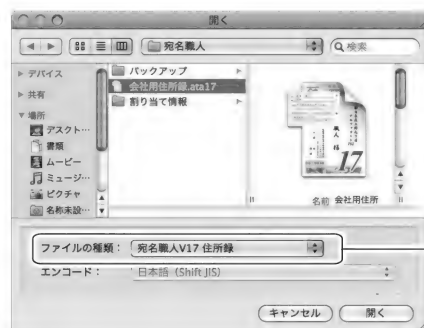 開く
宛名職人
検索
デバイス
共有
場所
デスクト…
書類
ムービー
ミュージ…
ピクチャ
名称未設…
バックアップ
会社用住所録.ata17
割り当て情報
職人 様
17
名前 会社用住所
ファイルの種類： 宛名職人V17 住所録
エンコード： 日本語（Shift JIS）
キャンセル
開く